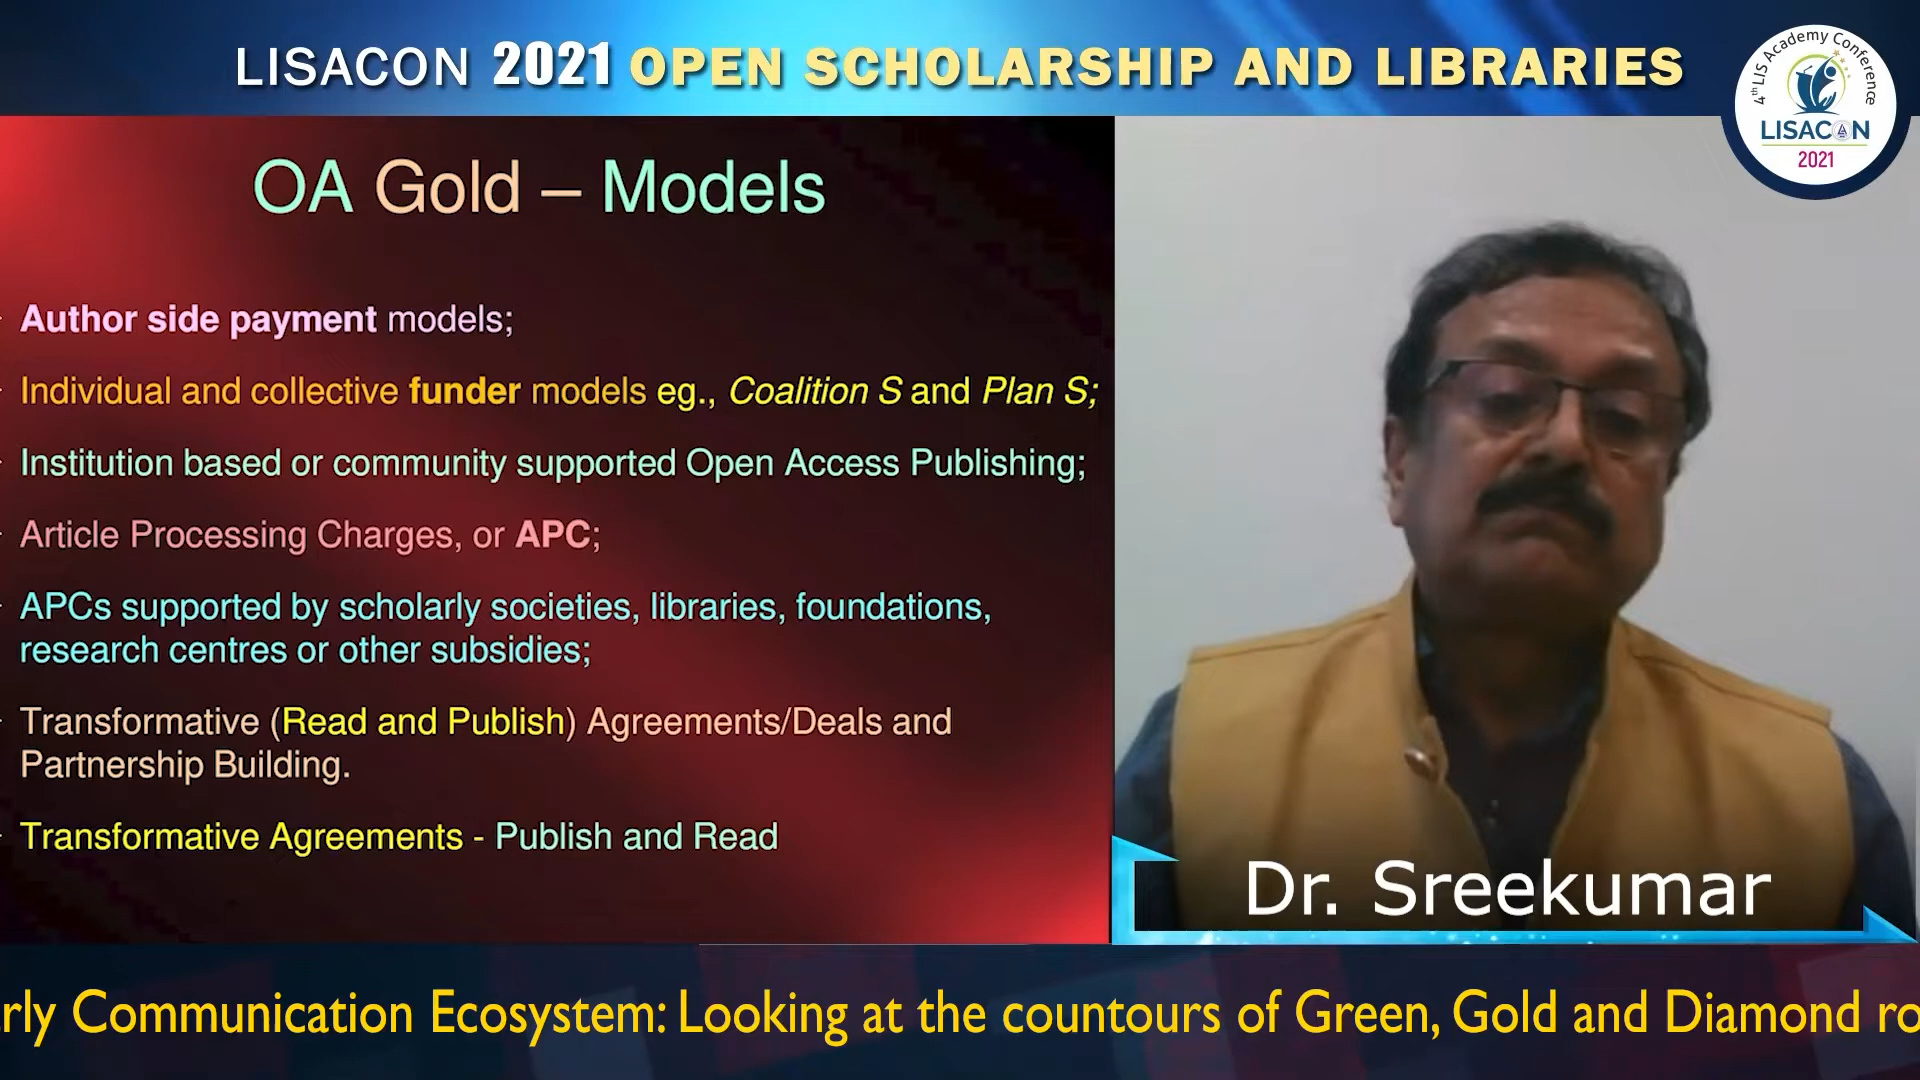 LISACON 2021 OPEN SCHOLARSHIP AND LIBRARIES
4th LIS Academy Conference
LISACON
2021
OA Gold – Models
Author side payment models;
Individual and collective funder models eg., Coalition S and Plan S;
Institution based or community supported Open Access Publishing;
Article Processing Charges, or APC;
APCs supported by scholarly societies, libraries, foundations,
research centres or other subsidies;
Transformative (Read and Publish) Agreements/Deals and
Partnership Building.
Transformative Agreements - Publish and Read
Dr. Sreekumar
rly Communication Ecosystem: Looking at the countours of Green, Gold and Diamond ro